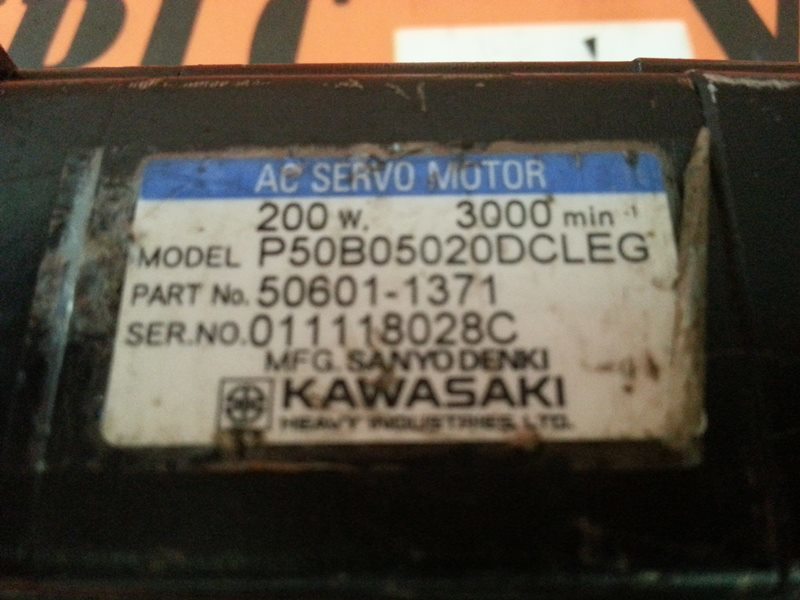 AC SERVO MOTOR
200 W. 3000 min⁻¹
MODEL P50B05020DCLEG
PART No. 50601-1371
SER.NO. 011118028C
MFG. SANYO DENKI
KAWASAKI
HEAVY INDUSTRIES, LTD.